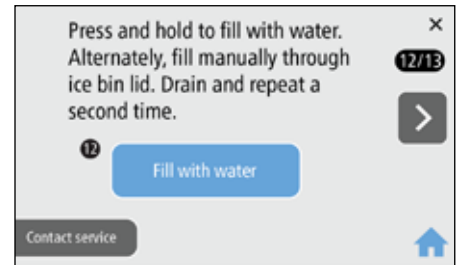 Press and hold to fill with water.
Alternately, fill manually through
ice bin lid. Drain and repeat a
second time.
×
12/13
>
12
Fill with water
Contact service